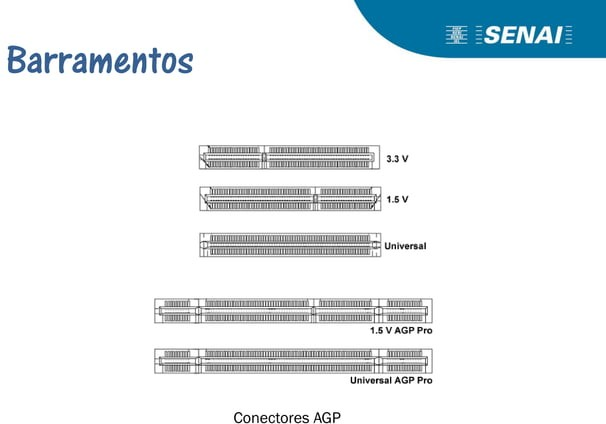 SENAI
Barramentos
3.3 V
1.5 V
Universal
1.5 V AGP Pro
Universal AGP Pro
Conectores AGP